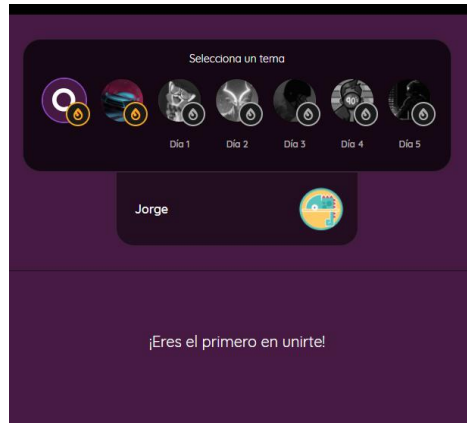 Selecciona un tema
Día 1 Día 2 Día 3 Día 4 Día 5
Jorge
¡Eres el primero en unirte!